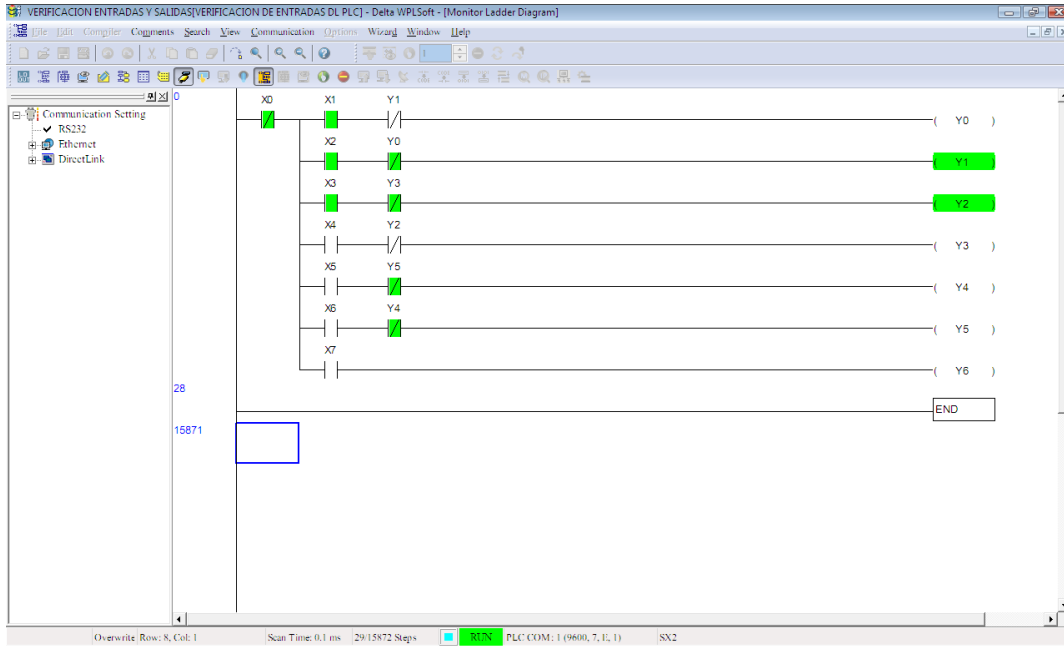 VERIFICACION ENTRADAS Y SALIDAS[VERIFICACION DE ENTRADAS DL PLC] - Delta WPLSoft - [Monitor Ladder Diagram]
File Edit Compiler Comments Search View Communication Options Wizard Window Help
1
Communication Setting
RS232
Ethernet
DirectLink
0
X0 X1 Y1
( Y0 )
X2 Y0
( Y1 )
X3 Y3
( Y2 )
X4 Y2
( Y3 )
X5 Y5
( Y4 )
X6 Y4
( Y5 )
X7
( Y6 )
28
END
15871
Overwrite Row: 8, Col: 1 Scan Time: 0.1 ms 29/15872 Steps RUN PLC COM: 1 (9600, 7, E, 1) SX2